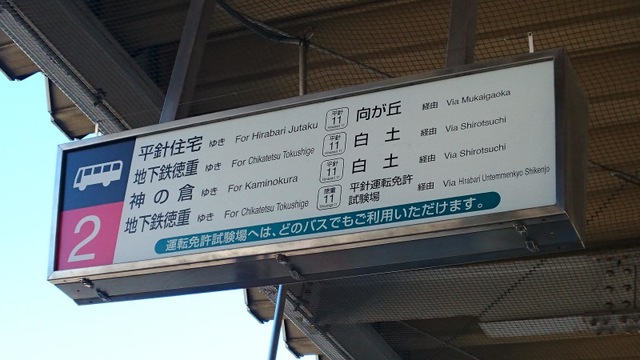 平針住宅 ゆき For Hirabari Jutaku 平針 11 向が丘 経由 Via Mukaigaoka
地下鉄徳重 ゆき For Chikatetsu Tokushige 平針 11 白土 経由 Via Shirotsuchi
神の倉 ゆき For Kaminokura 平針 11 白土 経由 Via Shirotsuchi
地下鉄徳重 ゆき For Chikatetsu Tokushige 徳重 11 平針運転免許試験場 経由 Via Hirabari Untenmenkyo Shikenjo
2
運転免許試験場へは、どのバスでもご利用いただけます。